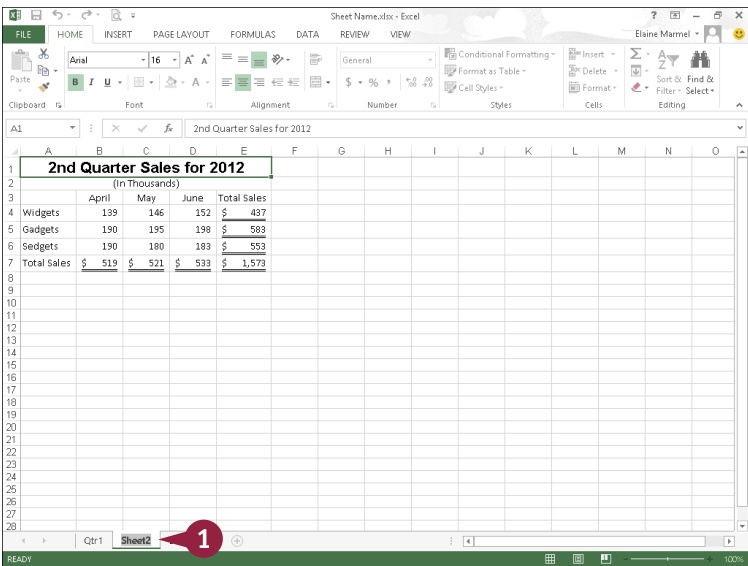 Sheet Name.xlsx - Excel
FILE HOME INSERT PAGE LAYOUT FORMULAS DATA REVIEW VIEW Elaine Marmel
Paste
Arial 16
B I U
A A
General
$ % ,
Conditional Formatting
Format as Table
Cell Styles
Insert
Delete
Format
Sort & Filter
Find & Select
Clipboard Font Alignment Number Styles Cells Editing
A1 fx 2nd Quarter Sales for 2012
A B C D E F G H I J K L M N O
1 2nd Quarter Sales for 2012
2 (In Thousands)
3 April May June Total Sales
4 Widgets 139 146 152 $ 437
5 Gadgets 190 195 198 $ 583
6 Sedgets 190 180 183 $ 553
7 Total Sales $ 519 $ 521 $ 533 $ 1,573
8
9
10
11
12
13
14
15
16
17
18
19
20
21
22
23
24
25
26
27
28
Qtr1 Sheet2 1
READY 100%